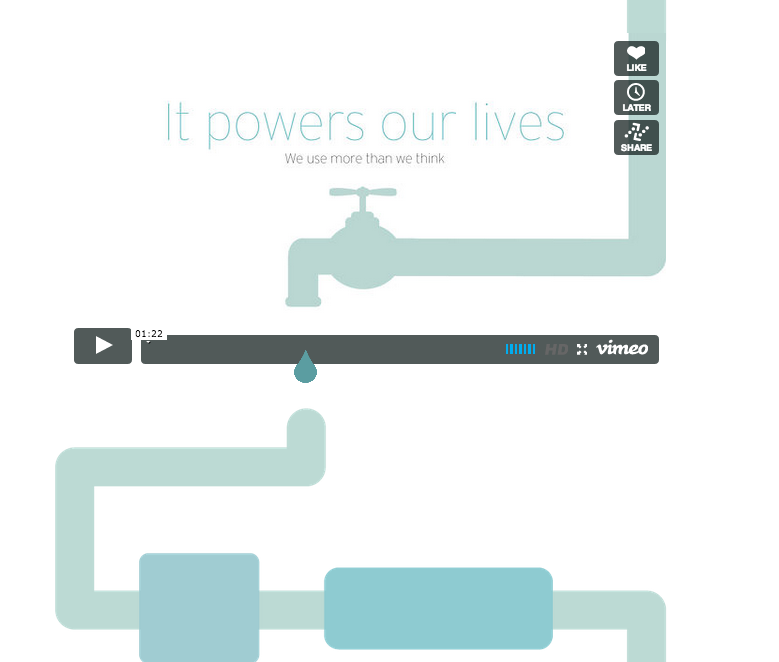 LIKE
LATER
SHARE
It powers our lives
We use more than we think
01:22
HD
vimeo